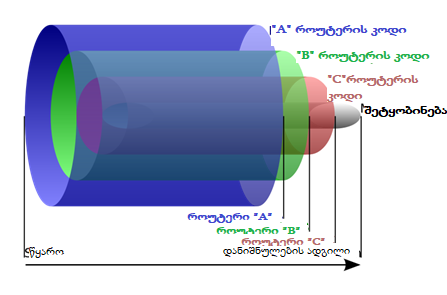 "A" როუტერის კოდი
"B" როუტერის კოდი
"C"როუტერის
კოდი
შეტყობინება
როუტერი "A"
როუტერი "B"
როუტერი "C"
წყარო
დანიშნულების ადგილი